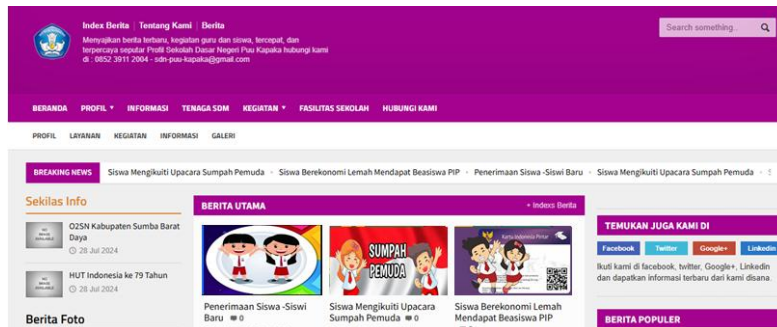 Index Berita | Tentang Kami | Berita
Menyajikan berita terbaru, kegiatan guru dan siswa, tercepat, dan
terpercaya seputar Profil Sekolah Dasar Negeri Puu Kapaka hubungi kami
di : 0852 3911 2004 - sdn-puu-kapaka@gmail.com
Search something..
BERANDA PROFIL INFORMASI TENAGA SDM KEGIATAN FASILITAS SEKOLAH HUBUNGI KAMI
PROFIL LAYANAN KEGIATAN INFORMASI GALERI
BREAKING NEWS Siswa Mengikuiti Upacara Sumpah Pemuda - Siswa Berekonomi Lemah Mendapat Beasiswa PIP - Penerimaan Siswa -Siswi Baru - Siswa Mengikuiti Upacara Sumpah Pemuda - S
Sekilas Info
O2SN Kabupaten Sumba Barat
Daya
28 Jul 2024
HUT Indonesia ke 79 Tahun
28 Jul 2024
Berita Foto
BERITA UTAMA + Indexs Berita
SUMPAH
PEMUDA
Kartu Indonesia Pintar
Penerimaan Siswa -Siswi
Baru 0
Siswa Mengikuiti Upacara
Sumpah Pemuda 0
Siswa Berekonomi Lemah
Mendapat Beasiswa PIP
TEMUKAN JUGA KAMI DI
Facebook Twitter Google+ Linkedin
Ikuti kami di facebook, twitter, Google+, Linkedin
dan dapatkan informasi terbaru dari kami disana.
BERITA POPULER